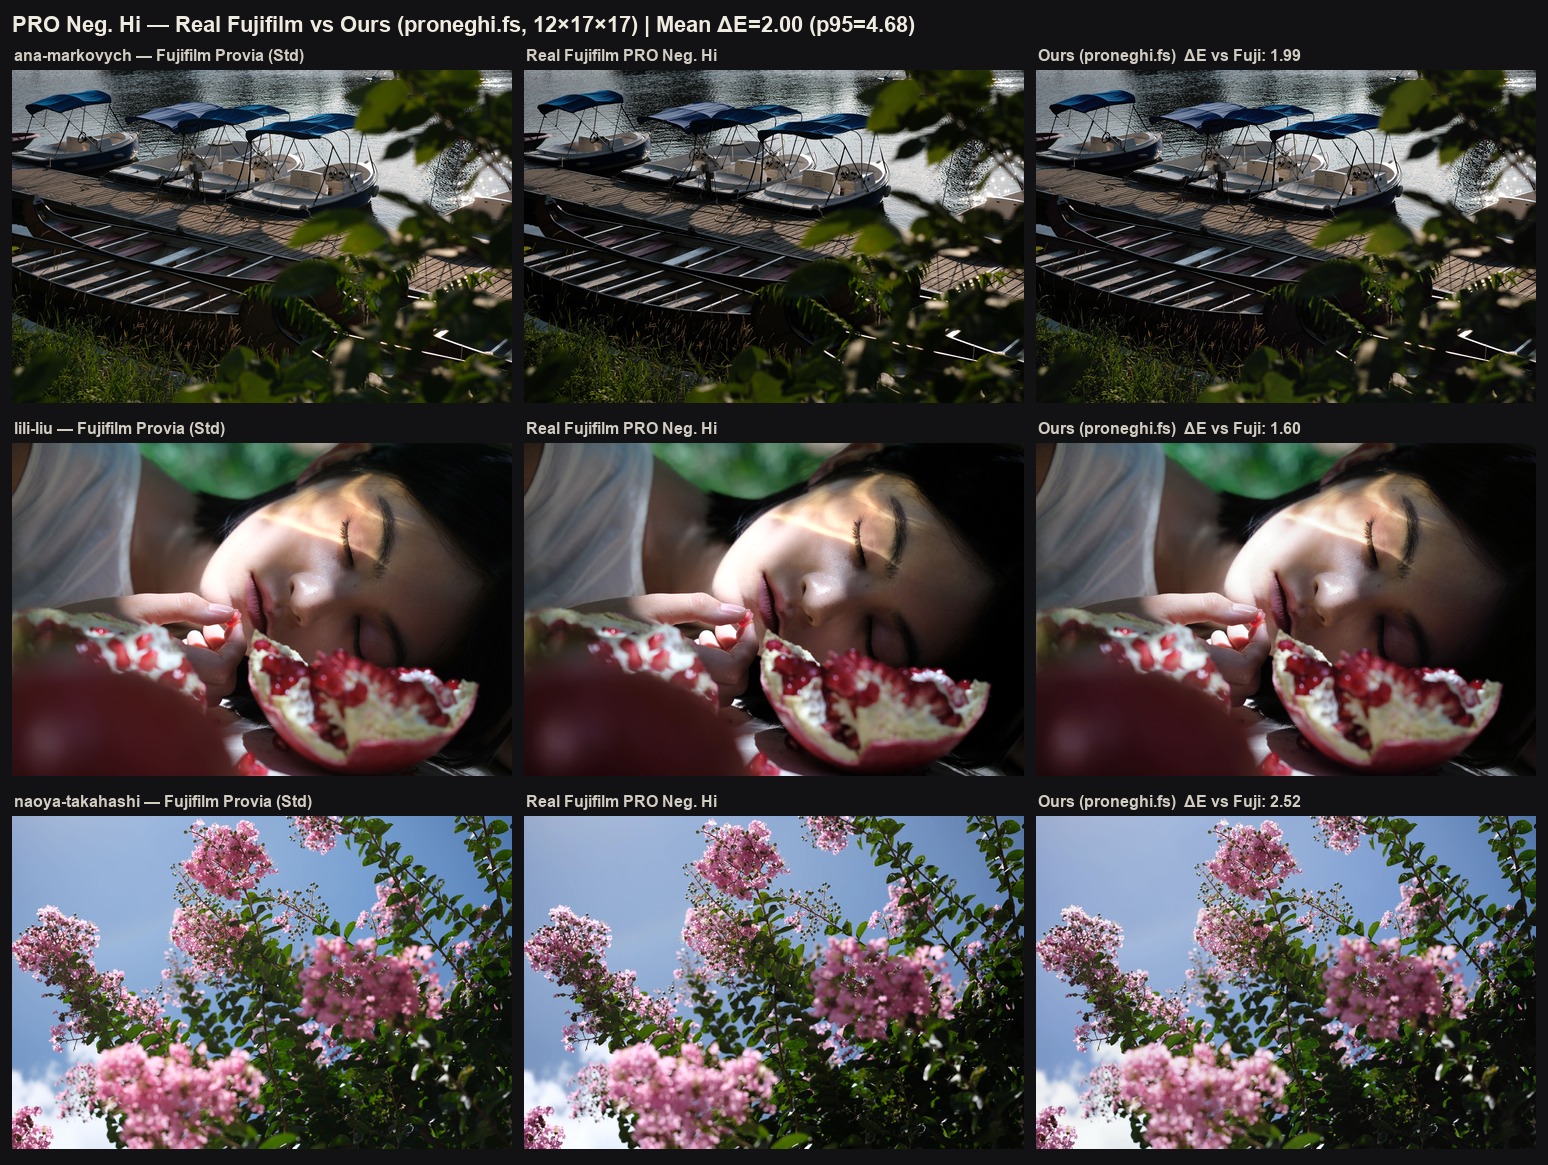 PRO Neg. Hi — Real Fujifilm vs Ours (proneghi.fs, 12×17×17) | Mean ΔE=2.00 (p95=4.68)
ana-markovych — Fujifilm Provia (Std)
Real Fujifilm PRO Neg. Hi
Ours (proneghi.fs)  ΔE vs Fuji: 1.99
lili-liu — Fujifilm Provia (Std)
Real Fujifilm PRO Neg. Hi
Ours (proneghi.fs)  ΔE vs Fuji: 1.60
naoya-takahashi — Fujifilm Provia (Std)
Real Fujifilm PRO Neg. Hi
Ours (proneghi.fs)  ΔE vs Fuji: 2.52